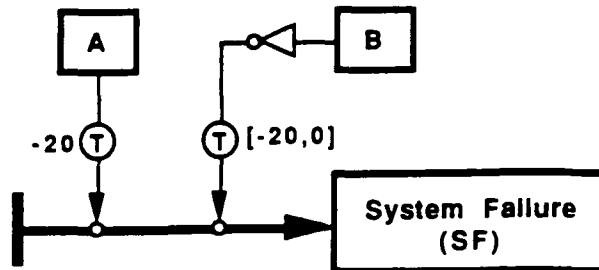 A
B
-20 T
T [-20,0]
System Failure
(SF)